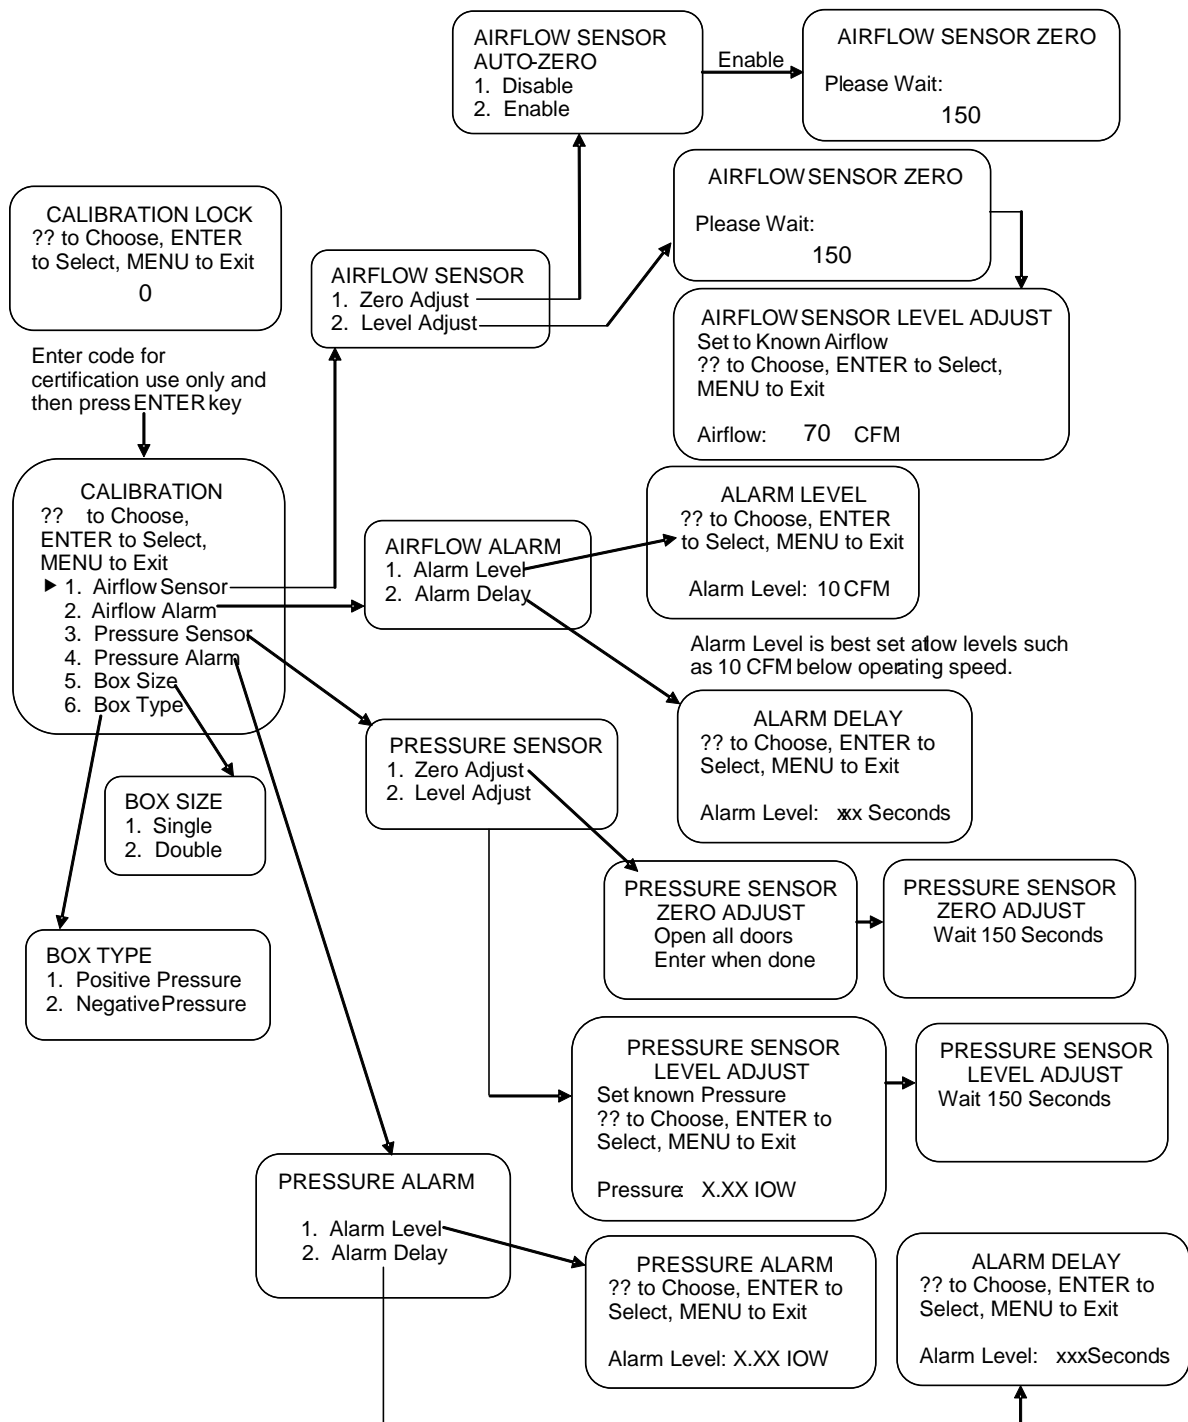 AIRFLOW SENSOR
AUTO-ZERO
1. Disable
2. Enable
Enable
AIRFLOW SENSOR ZERO
Please Wait:
150
AIRFLOW SENSOR ZERO
Please Wait:
150
CALIBRATION LOCK
?? to Choose, ENTER
to Select, MENU to Exit
0
AIRFLOW SENSOR
1. Zero Adjust
2. Level Adjust
AIRFLOW SENSOR LEVEL ADJUST
Set to Known Airflow
?? to Choose, ENTER to Select,
MENU to Exit
Airflow: 70 CFM
Enter code for
certification use only and
then press ENTER key
CALIBRATION
?? to Choose,
ENTER to Select,
MENU to Exit
► 1. Airflow Sensor
2. Airflow Alarm
3. Pressure Sensor
4. Pressure Alarm
5. Box Size
6. Box Type
AIRFLOW ALARM
1. Alarm Level
2. Alarm Delay
ALARM LEVEL
?? to Choose, ENTER
to Select, MENU to Exit
Alarm Level: 10 CFM
Alarm Level is best set at low levels such
as 10 CFM below operating speed.
ALARM DELAY
?? to Choose, ENTER to
Select, MENU to Exit
Alarm Level: xxx Seconds
PRESSURE SENSOR
1. Zero Adjust
2. Level Adjust
BOX SIZE
1. Single
2. Double
PRESSURE SENSOR
ZERO ADJUST
Open all doors
Enter when done
PRESSURE SENSOR
ZERO ADJUST
Wait 150 Seconds
BOX TYPE
1. Positive Pressure
2. Negative Pressure
PRESSURE SENSOR
LEVEL ADJUST
Set known Pressure
?? to Choose, ENTER to
Select, MENU to Exit
Pressure: X.XX IOW
PRESSURE SENSOR
LEVEL ADJUST
Wait 150 Seconds
PRESSURE ALARM
1. Alarm Level
2. Alarm Delay
PRESSURE ALARM
?? to Choose, ENTER to
Select, MENU to Exit
Alarm Level: X.XX IOW
ALARM DELAY
?? to Choose, ENTER to
Select, MENU to Exit
Alarm Level: xxx Seconds